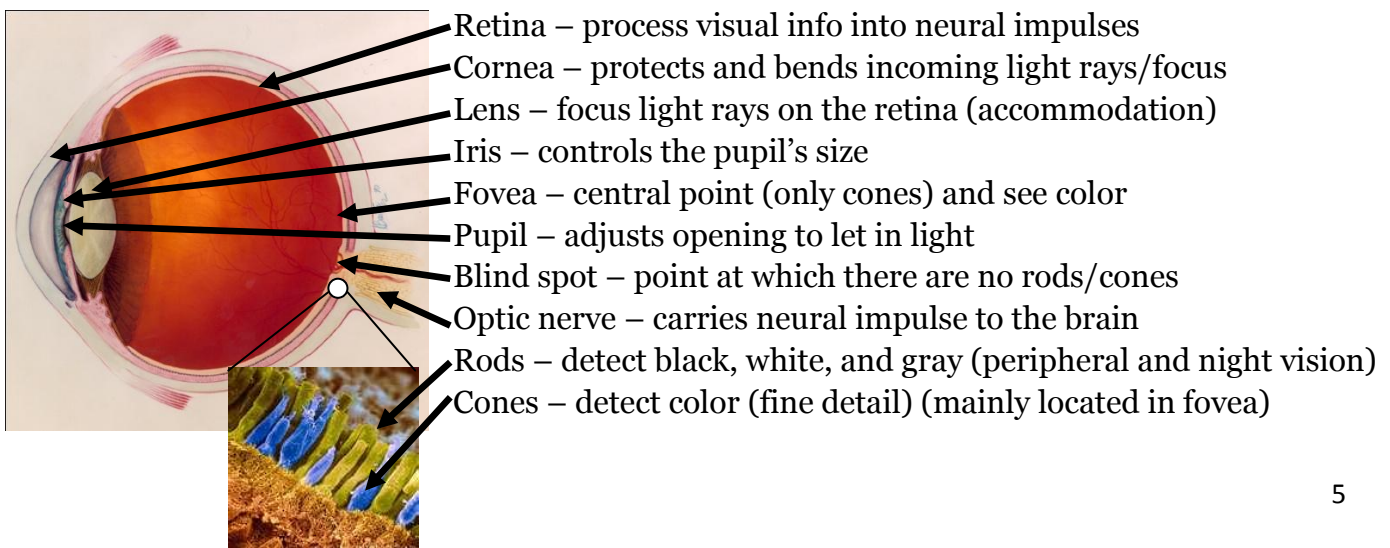 Retina – process visual info into neural impulses
Cornea – protects and bends incoming light rays/focus
Lens – focus light rays on the retina (accommodation)
Iris – controls the pupil's size
Fovea – central point (only cones) and see color
Pupil – adjusts opening to let in light
Blind spot – point at which there are no rods/cones
Optic nerve – carries neural impulse to the brain
Rods – detect black, white, and gray (peripheral and night vision)
Cones – detect color (fine detail) (mainly located in fovea)
5